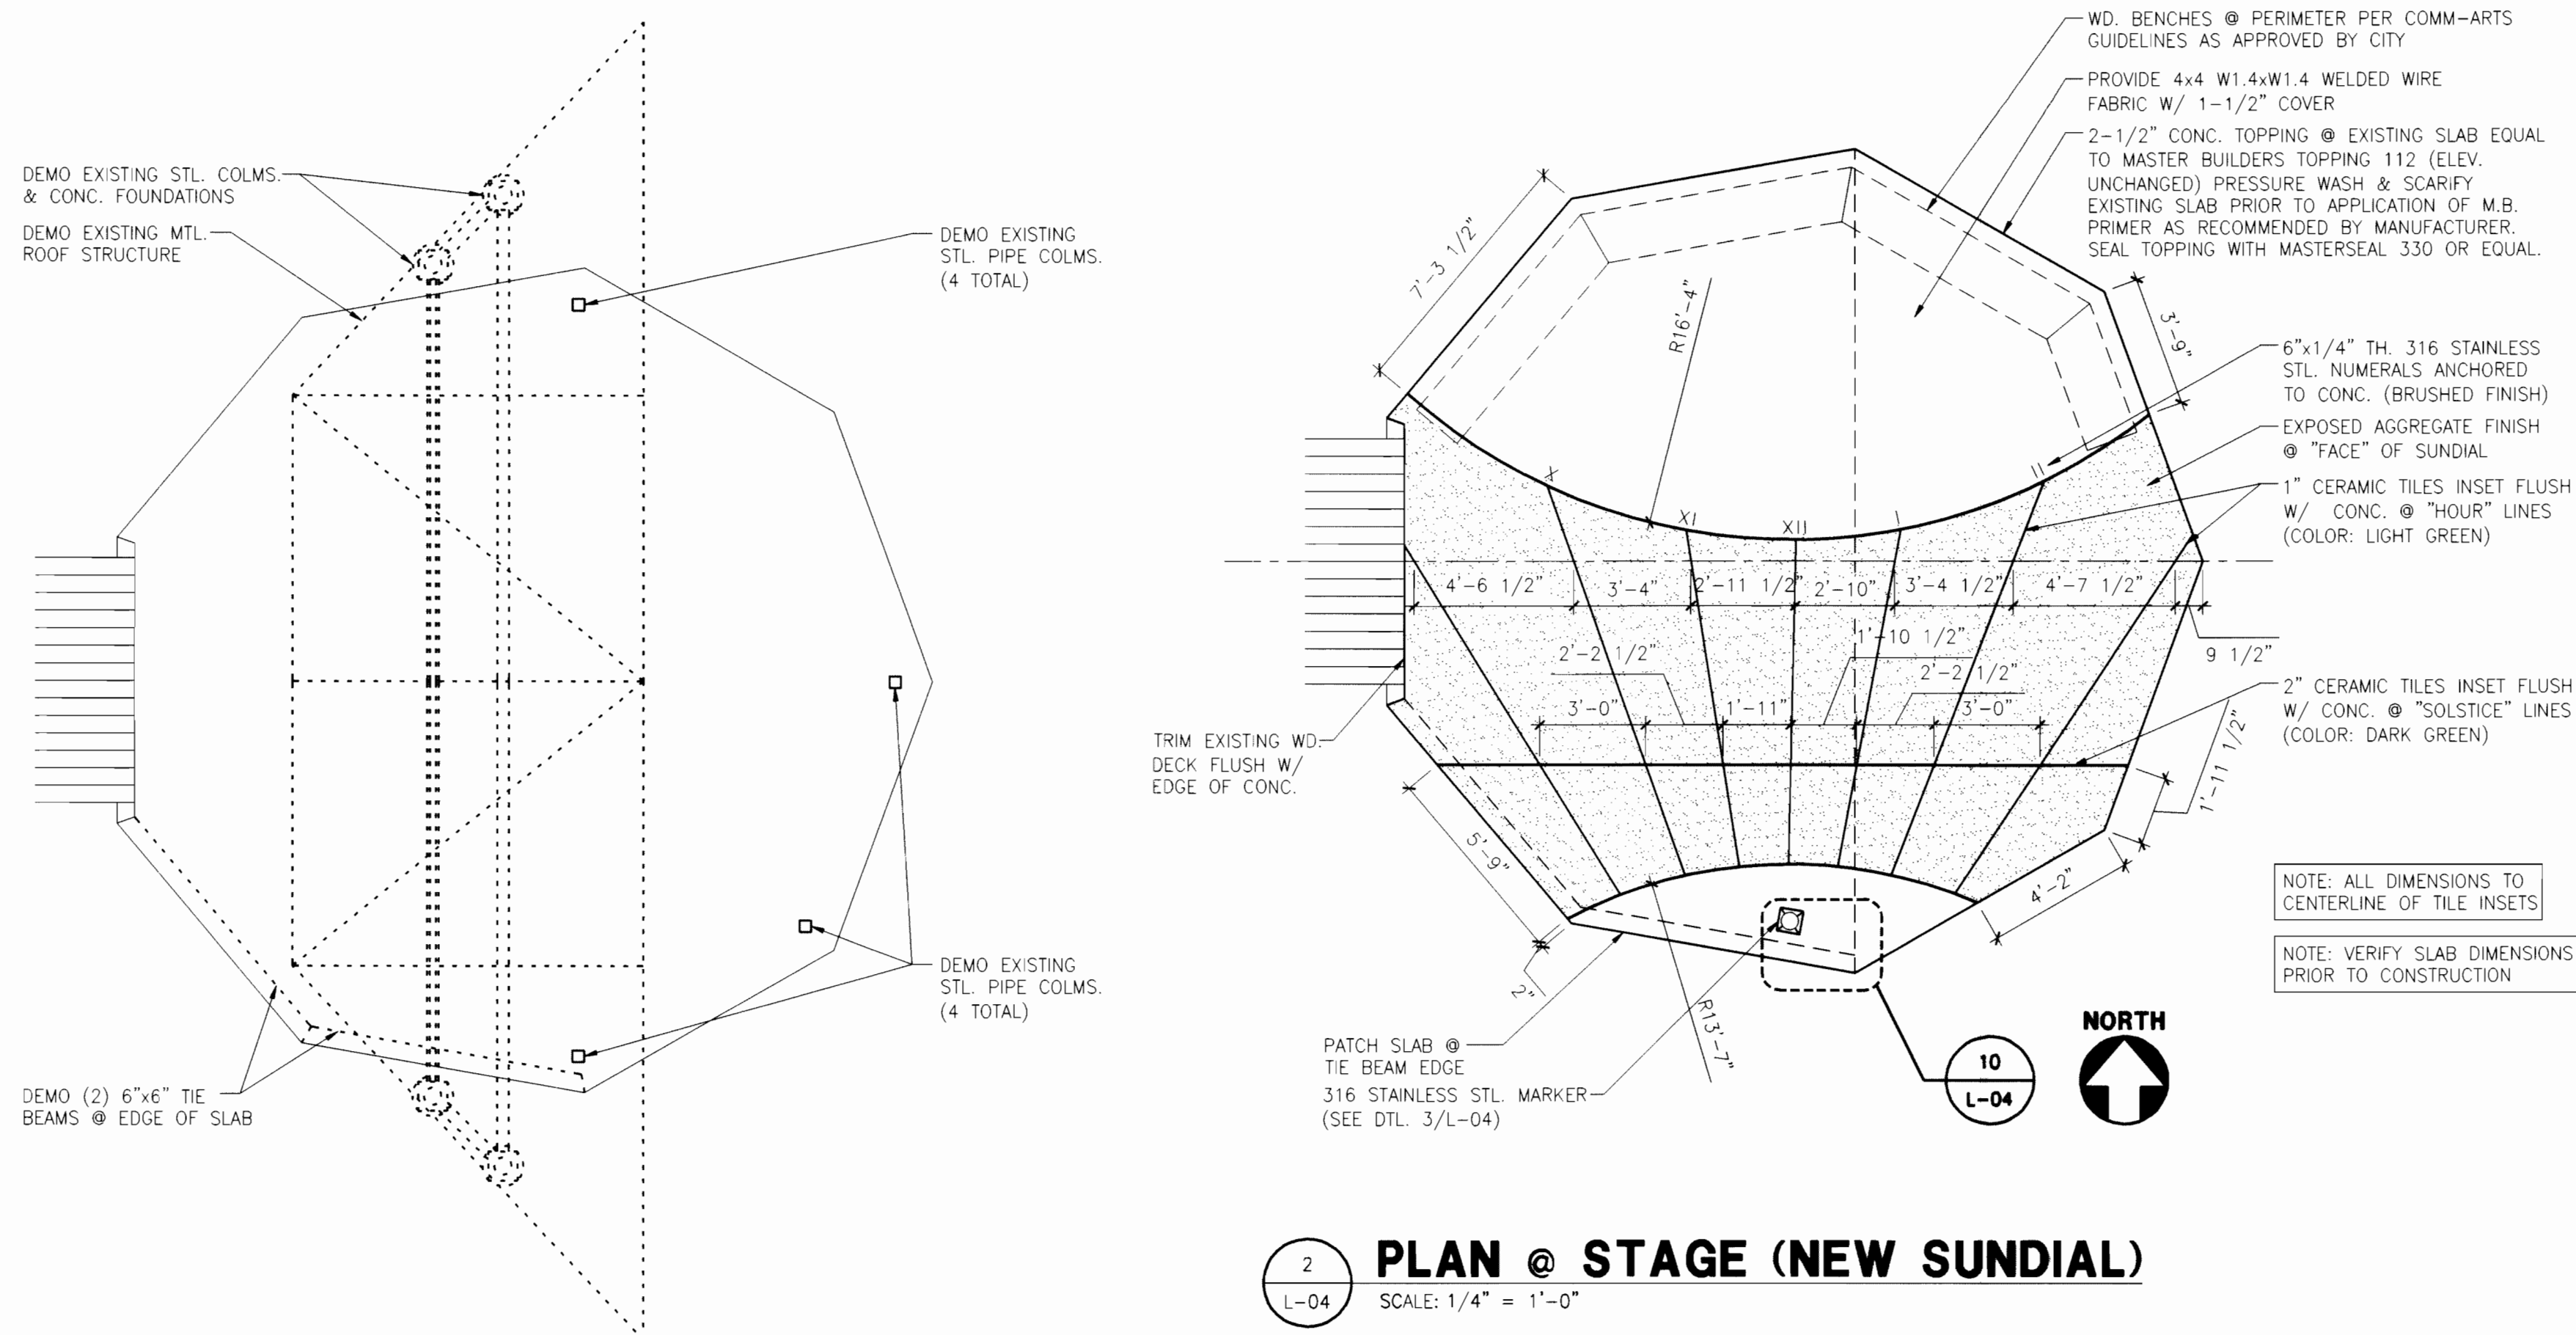 DEMO EXISTING STL. COLMS.
& CONC. FOUNDATIONS
DEMO EXISTING MTL.
ROOF STRUCTURE
DEMO EXISTING
STL. PIPE COLMS.
(4 TOTAL)
DEMO EXISTING
STL. PIPE COLMS.
(4 TOTAL)
DEMO (2) 6"x6" TIE
BEAMS @ EDGE OF SLAB
WD. BENCHES @ PERIMETER PER COMM-ARTS
GUIDELINES AS APPROVED BY CITY
PROVIDE 4x4 W1.4xW1.4 WELDED WIRE
FABRIC W/ 1-1/2" COVER
2-1/2" CONC. TOPPING @ EXISTING SLAB EQUAL
TO MASTER BUILDERS TOPPING 112 (ELEV.
UNCHANGED) PRESSURE WASH & SCARIFY
EXISTING SLAB PRIOR TO APPLICATION OF M.B.
PRIMER AS RECOMMENDED BY MANUFACTURER.
SEAL TOPPING WITH MASTERSEAL 330 OR EQUAL.
7'-3 1/2"
R16'-4"
3'-9"
6"x1/4" TH. 316 STAINLESS
STL. NUMERALS ANCHORED
TO CONC. (BRUSHED FINISH)
EXPOSED AGGREGATE FINISH
@ "FACE" OF SUNDIAL
1" CERAMIC TILES INSET FLUSH
W/ CONC. @ "HOUR" LINES
(COLOR: LIGHT GREEN)
X
XI
XII
I
II
4'-6 1/2"
3'-4"
2'-11 1/2"
2'-10"
3'-4 1/2"
4'-7 1/2"
9 1/2"
2'-2 1/2"
1'-10 1/2"
2'-2 1/2"
3'-0"
1'-11"
3'-0"
2" CERAMIC TILES INSET FLUSH
W/ CONC. @ "SOLSTICE" LINES
(COLOR: DARK GREEN)
TRIM EXISTING WD.
DECK FLUSH W/
EDGE OF CONC.
1'-11 1/2"
5'-9"
4'-2"
2"
R13'-7"
NOTE: ALL DIMENSIONS TO
CENTERLINE OF TILE INSETS
NOTE: VERIFY SLAB DIMENSIONS
PRIOR TO CONSTRUCTION
PATCH SLAB @
TIE BEAM EDGE
316 STAINLESS STL. MARKER
(SEE DTL. 3/L-04)
10
L-04
NORTH
2
L-04
PLAN @ STAGE (NEW SUNDIAL)
SCALE: 1/4" = 1'-0"